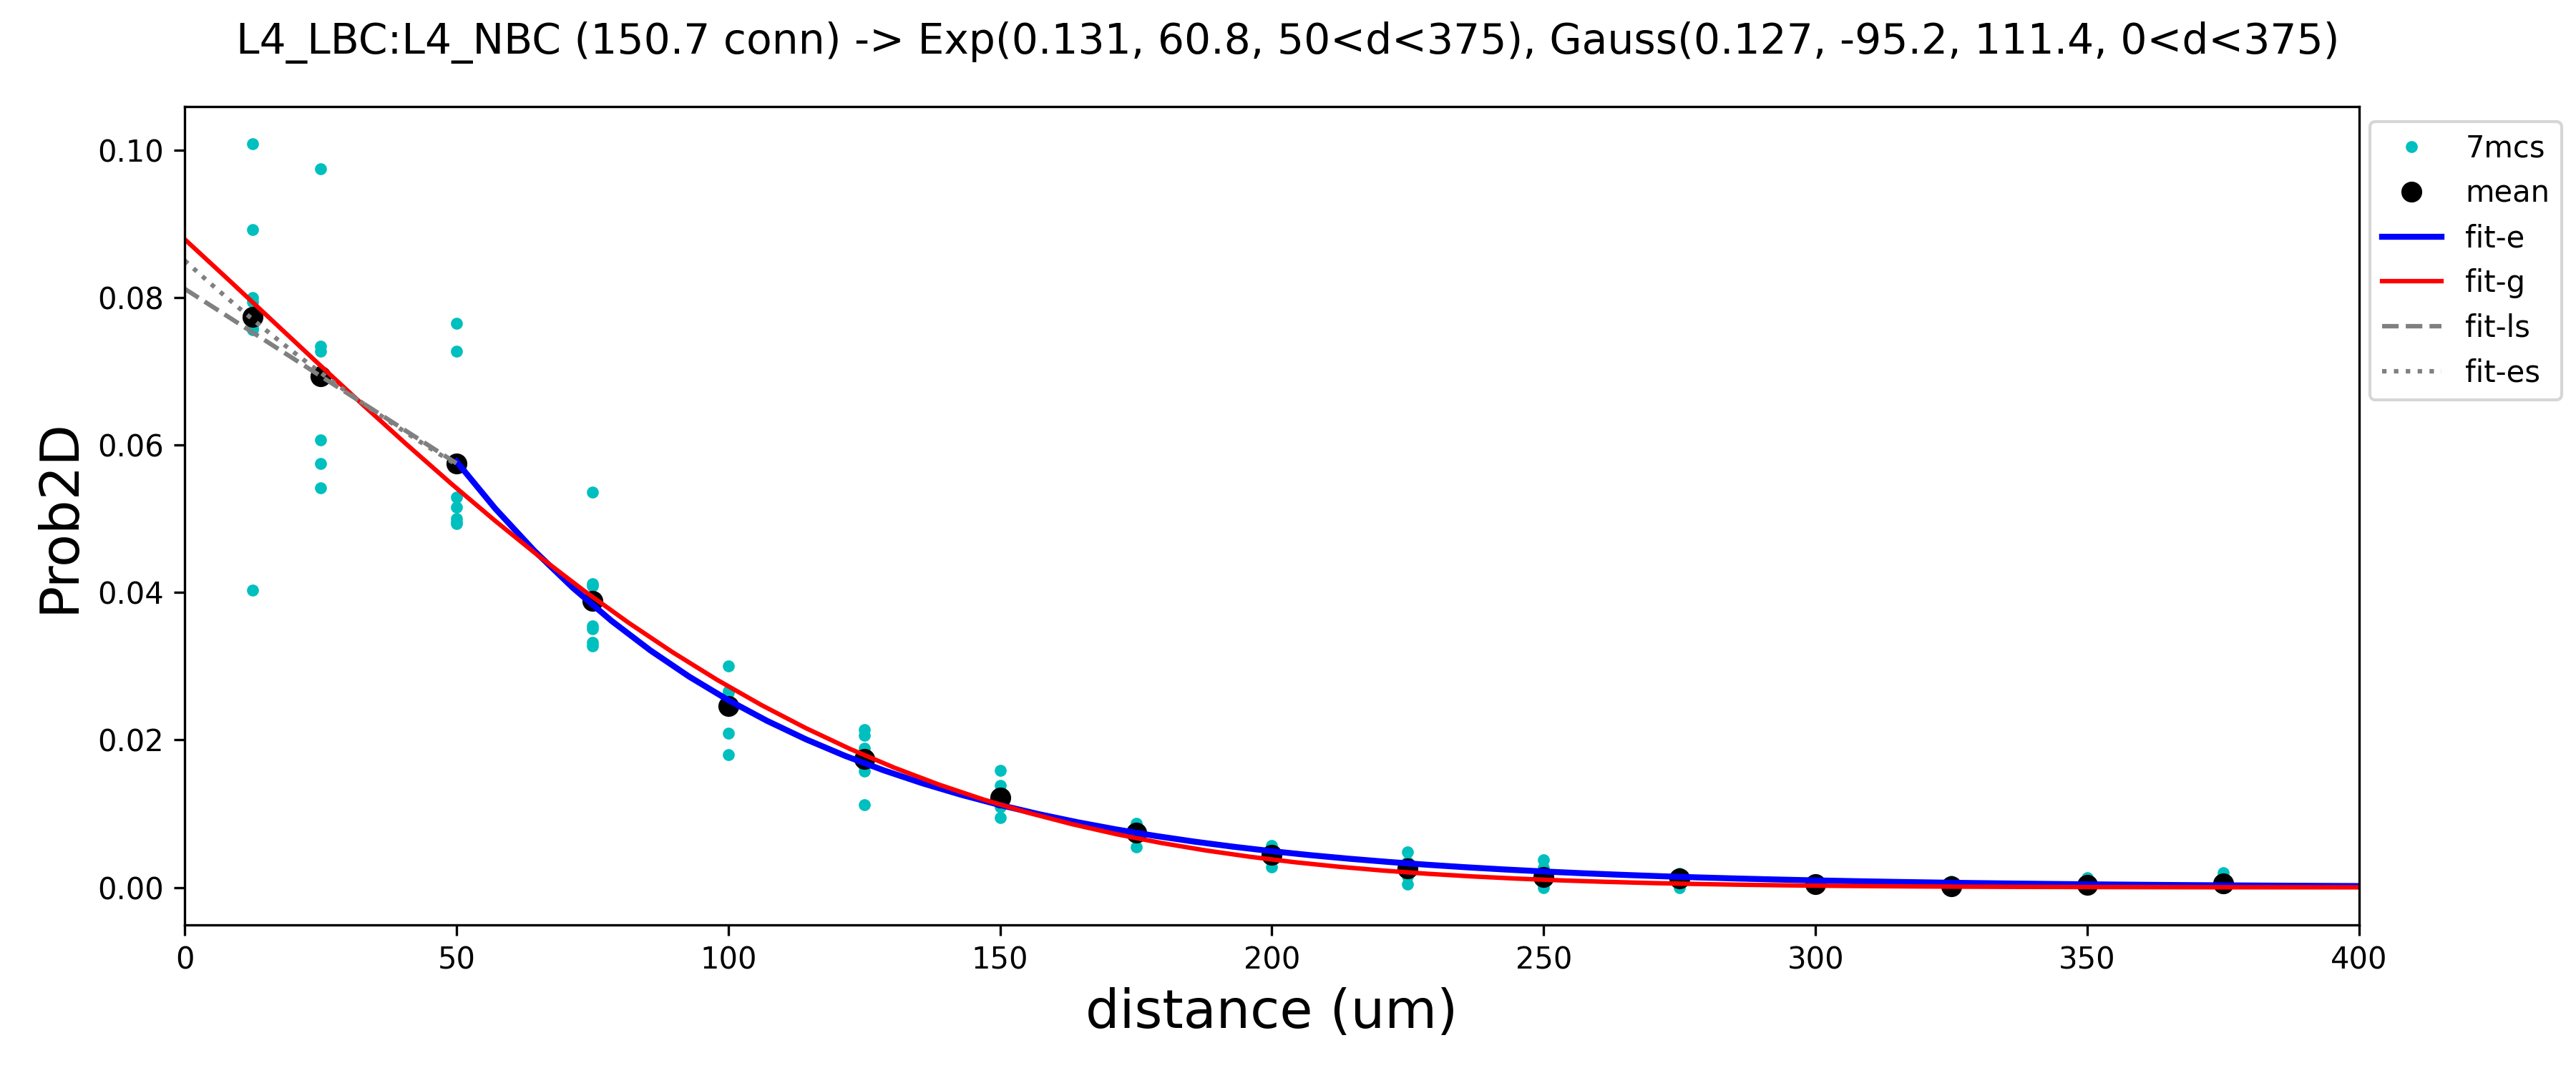 L4_LBC:L4_NBC (150.7 conn) -> Exp(0.131, 60.8, 50<d<375), Gauss(0.127, -95.2, 111.4, 0<d<375)
0.10
0.08
0.06
0.04
0.02
0.00
Prob2D
0 50 100 150 200 250 300 350 400
distance (um)
7mcs
mean
fit-e
fit-g
fit-ls
fit-es